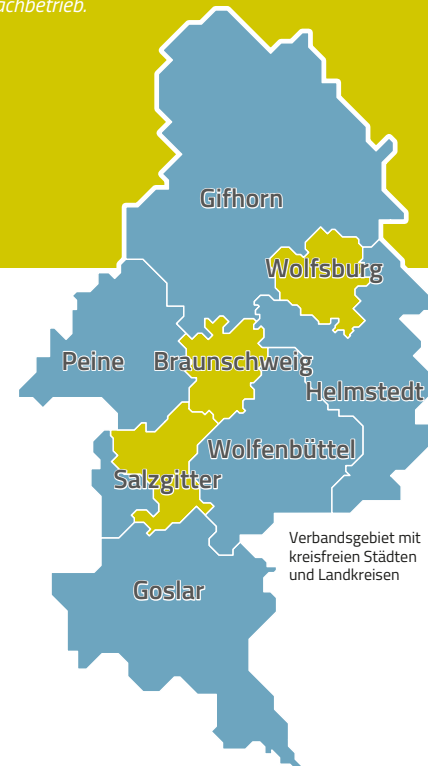 achbetrieb.
Gifhorn
Wolfsburg
Peine
Braunschweig
Helmstedt
Wolfenbüttel
Salzgitter
Verbandsgebiet mit
kreisfreien Städten
und Landkreisen
Goslar